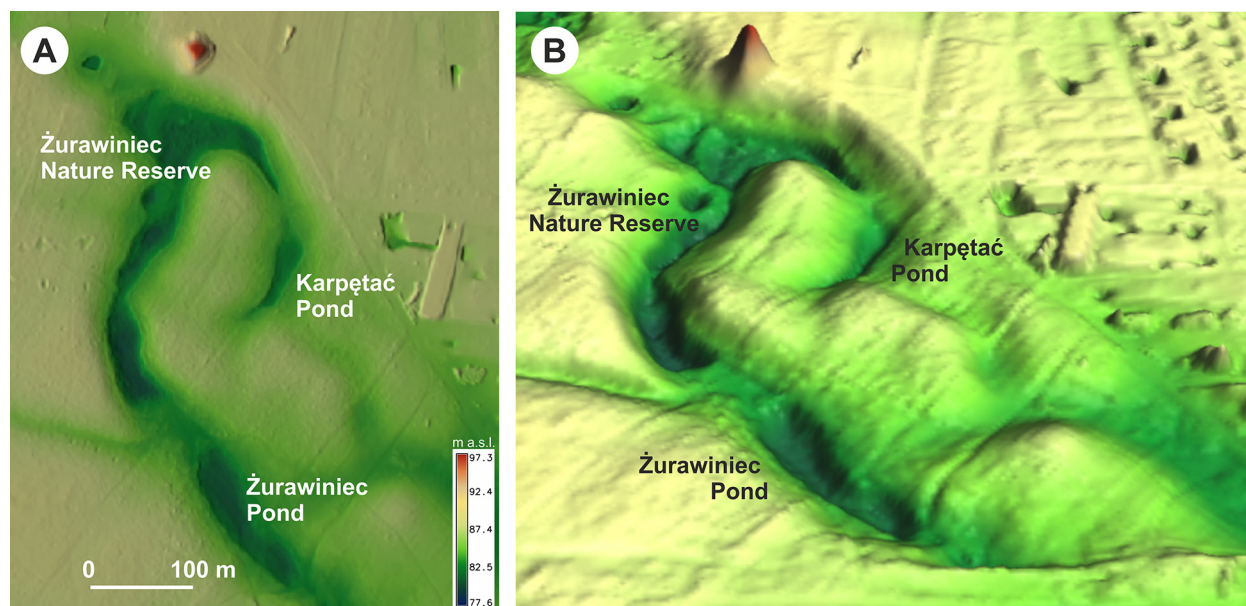 A
Żurawiniec
Nature Reserve
Karpętać
Pond
Żurawiniec
Pond
0 100 m
m a.s.l.
97.3
92.4
87.4
82.5
77.6
B
Żurawiniec
Nature Reserve
Karpętać
Pond
Żurawiniec
Pond